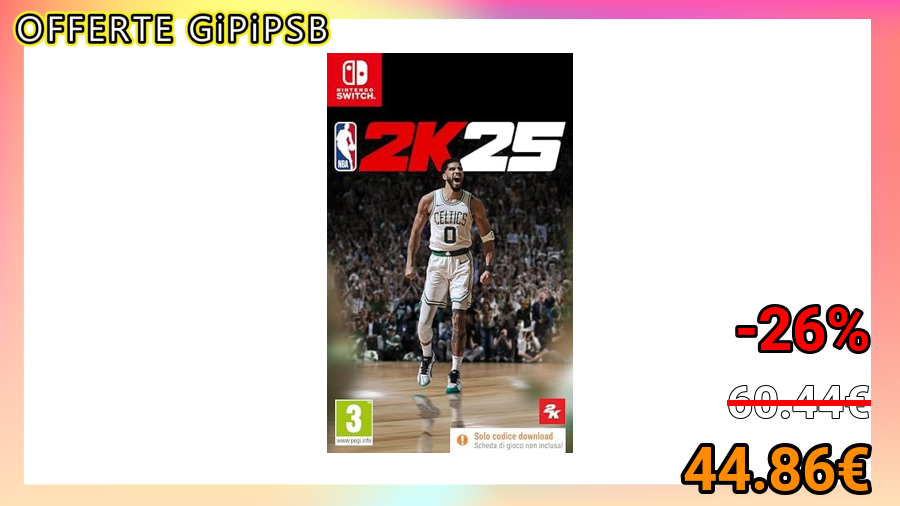 OFFERTE GiPiPSB
NINTENDO
SWITCH.
NBA
2K25
CELTICS
0
-26%
60.44€
44.86€
3
www.pegi.info
2K
Solo codice download
Scheda di gioco non inclusa!